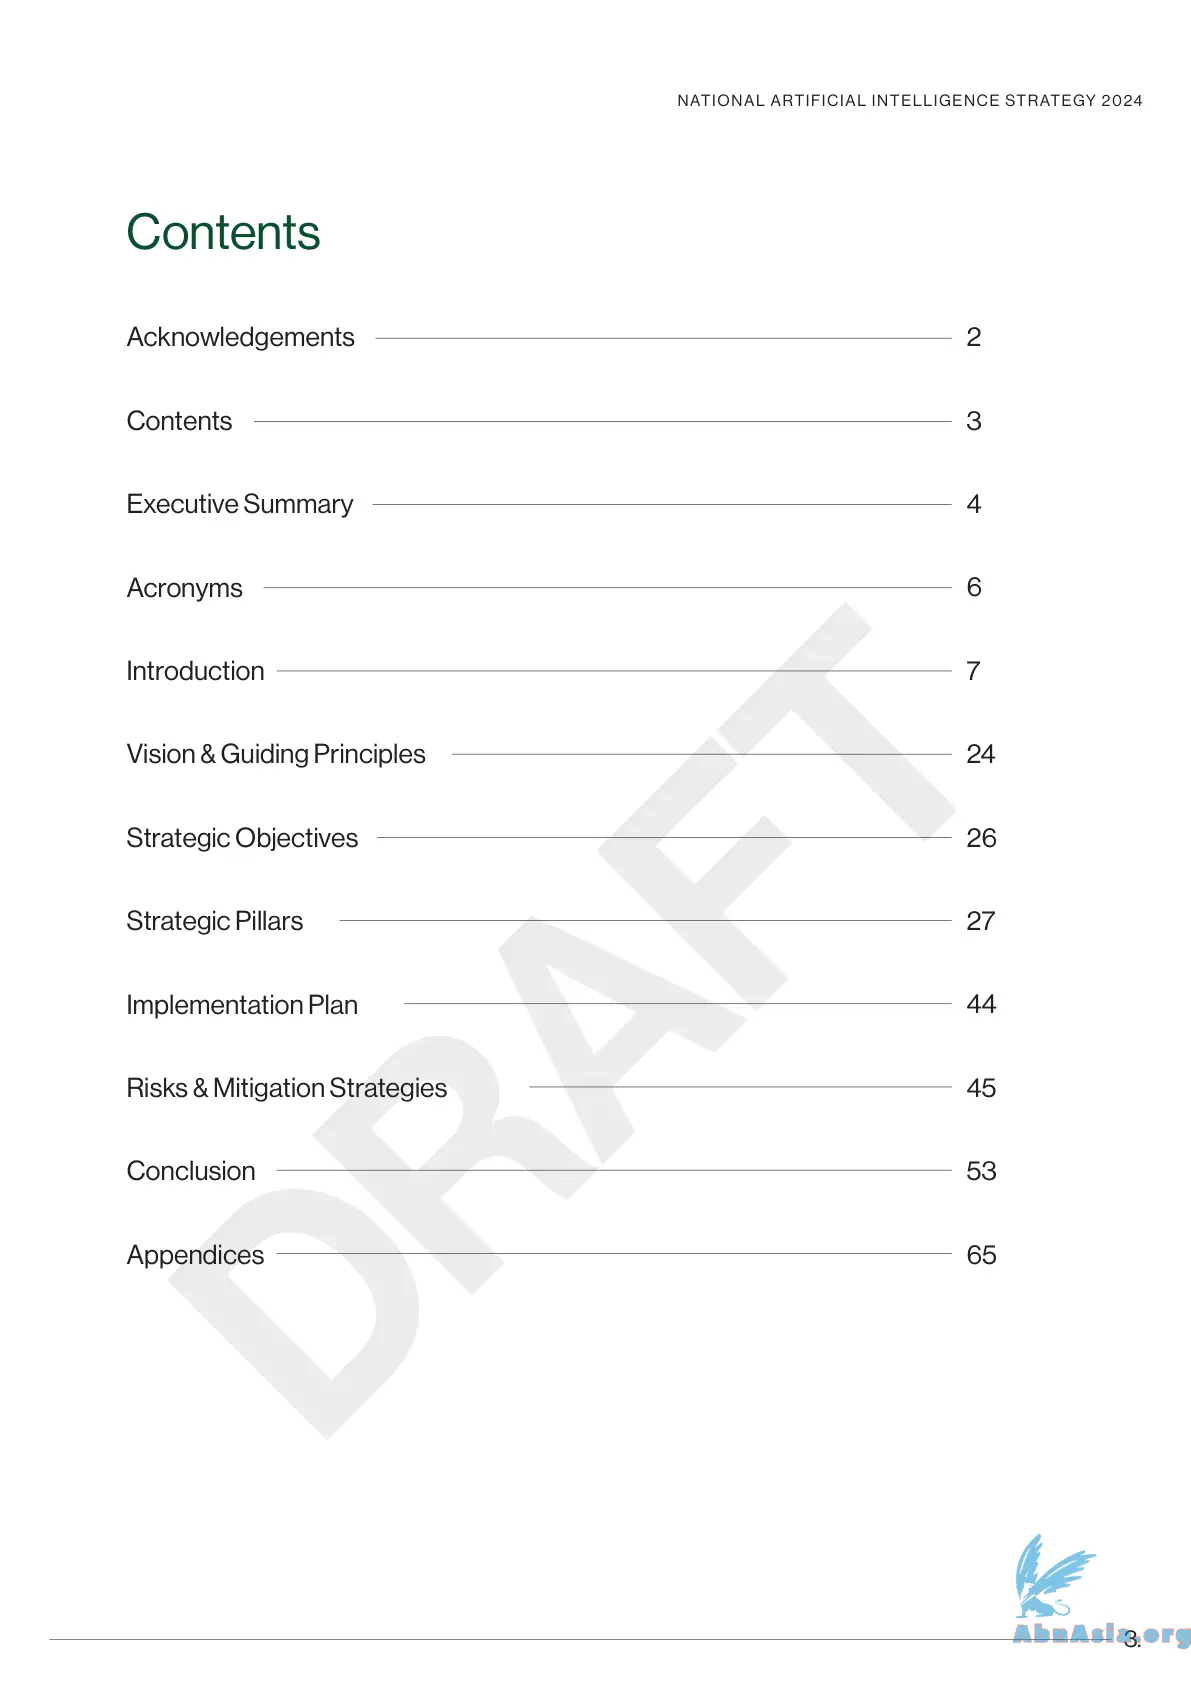 NATIONAL ARTIFICIAL INTELLIGENCE STRATEGY 2024
Contents
Acknowledgements 2
Contents 3
Executive Summary 4
Acronyms 6
Introduction 7
Vision & Guiding Principles 24
Strategic Objectives 26
Strategic Pillars 27
Implementation Plan 44
Risks & Mitigation Strategies 45
Conclusion 53
Appendices 65
DRAFT
AbnAsia.org
3.